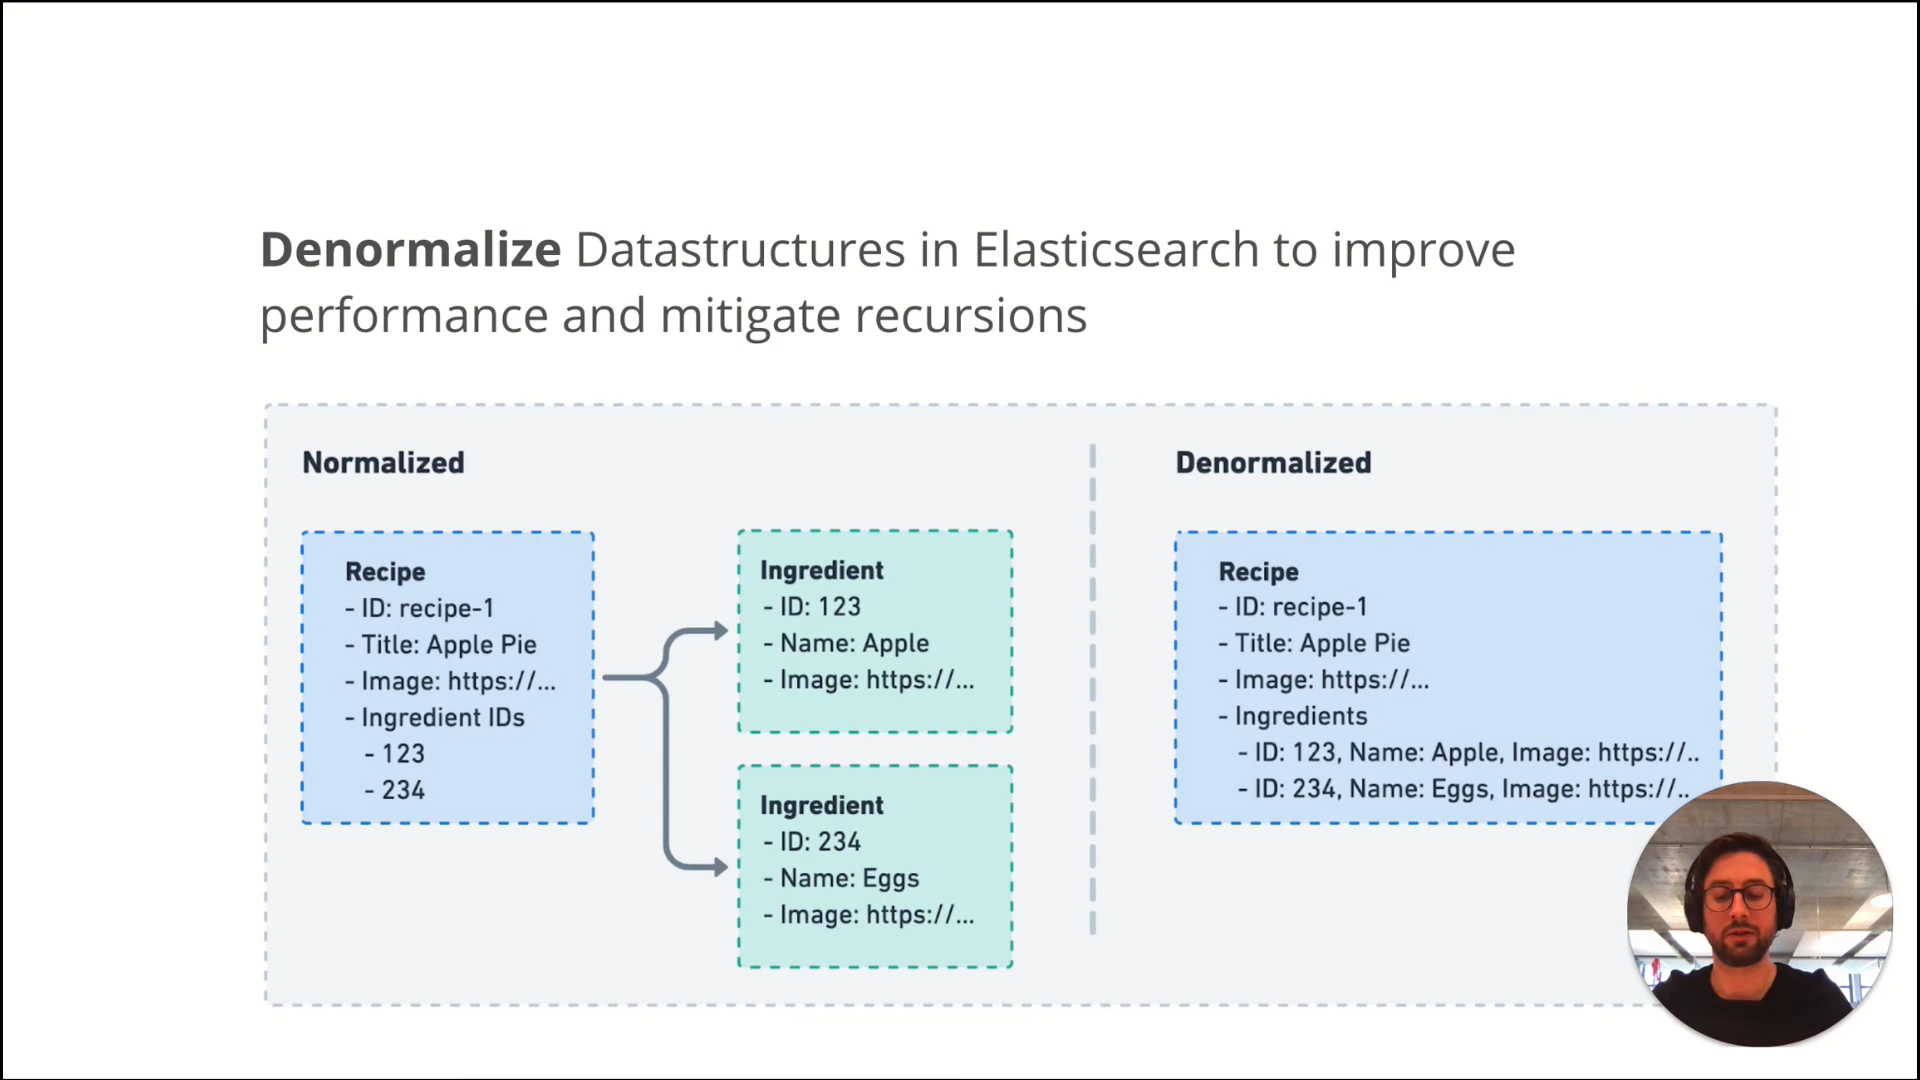 Denormalize Datastructures in Elasticsearch to improve
performance and mitigate recursions
Normalized
Recipe
- ID: recipe-1
- Title: Apple Pie
- Image: https://...
- Ingredient IDs
- 123
- 234
Ingredient
- ID: 123
- Name: Apple
- Image: https://...
Ingredient
- ID: 234
- Name: Eggs
- Image: https://...
Denormalized
Recipe
- ID: recipe-1
- Title: Apple Pie
- Image: https://...
- Ingredients
- ID: 123, Name: Apple, Image: https://..
- ID: 234, Name: Eggs, Image: https://..